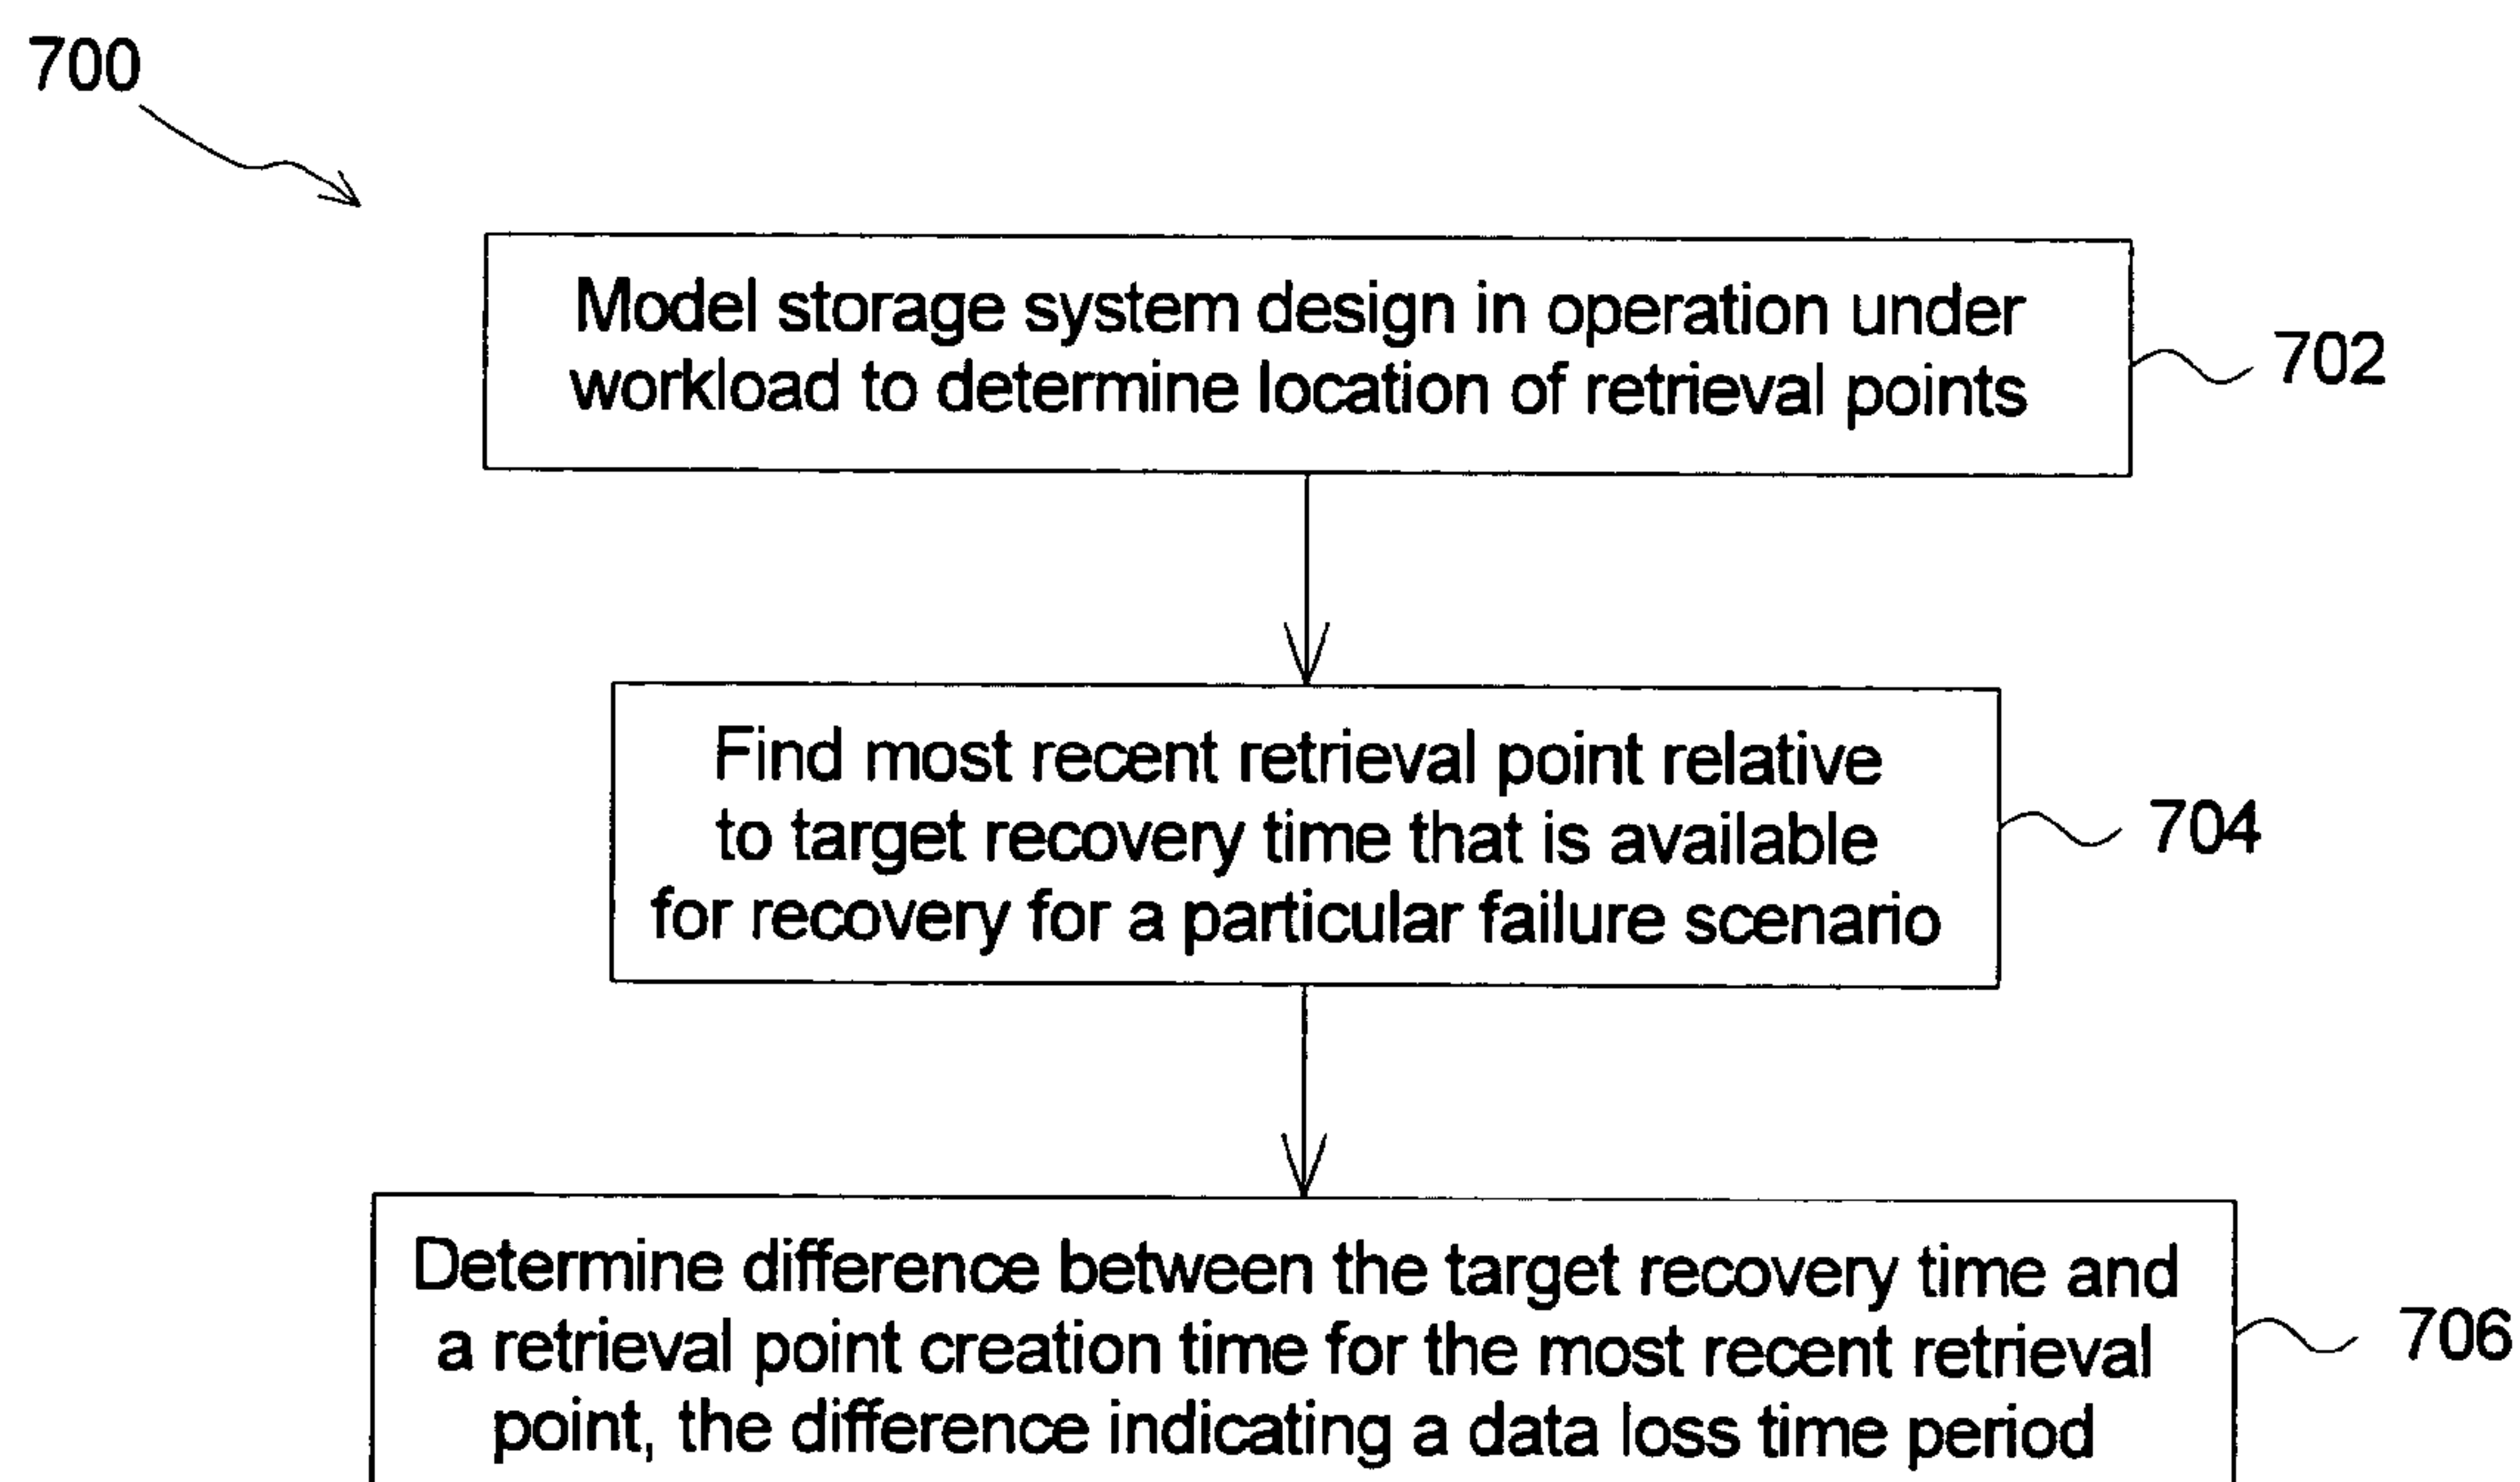 700
Model storage system design in operation under
workload to determine location of retrieval points
702
Find most recent retrieval point relative
to target recovery time that is available
for recovery for a particular failure scenario
704
Determine difference between the target recovery time and
a retrieval point creation time for the most recent retrieval
point, the difference indicating a data loss time period
706